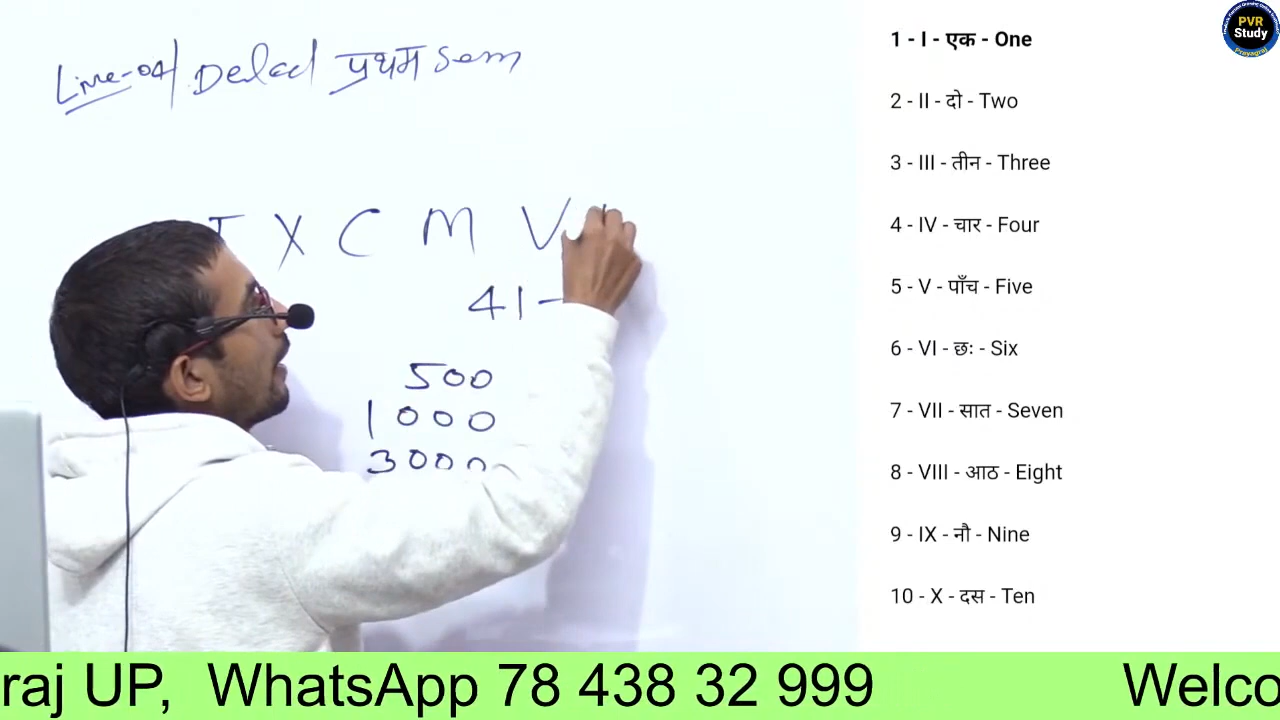 Live-04 Deled प्रथम Sem
I X C M V
41 -
500
1000
3000
PVR
Study
Prayagraj
1 - I - एक - One
2 - II - दो - Two
3 - III - तीन - Three
4 - IV - चार - Four
5 - V - पाँच - Five
6 - VI - छः - Six
7 - VII - सात - Seven
8 - VIII - आठ - Eight
9 - IX - नौ - Nine
10 - X - दस - Ten
raj UP, WhatsApp 78 438 32 999 Welco